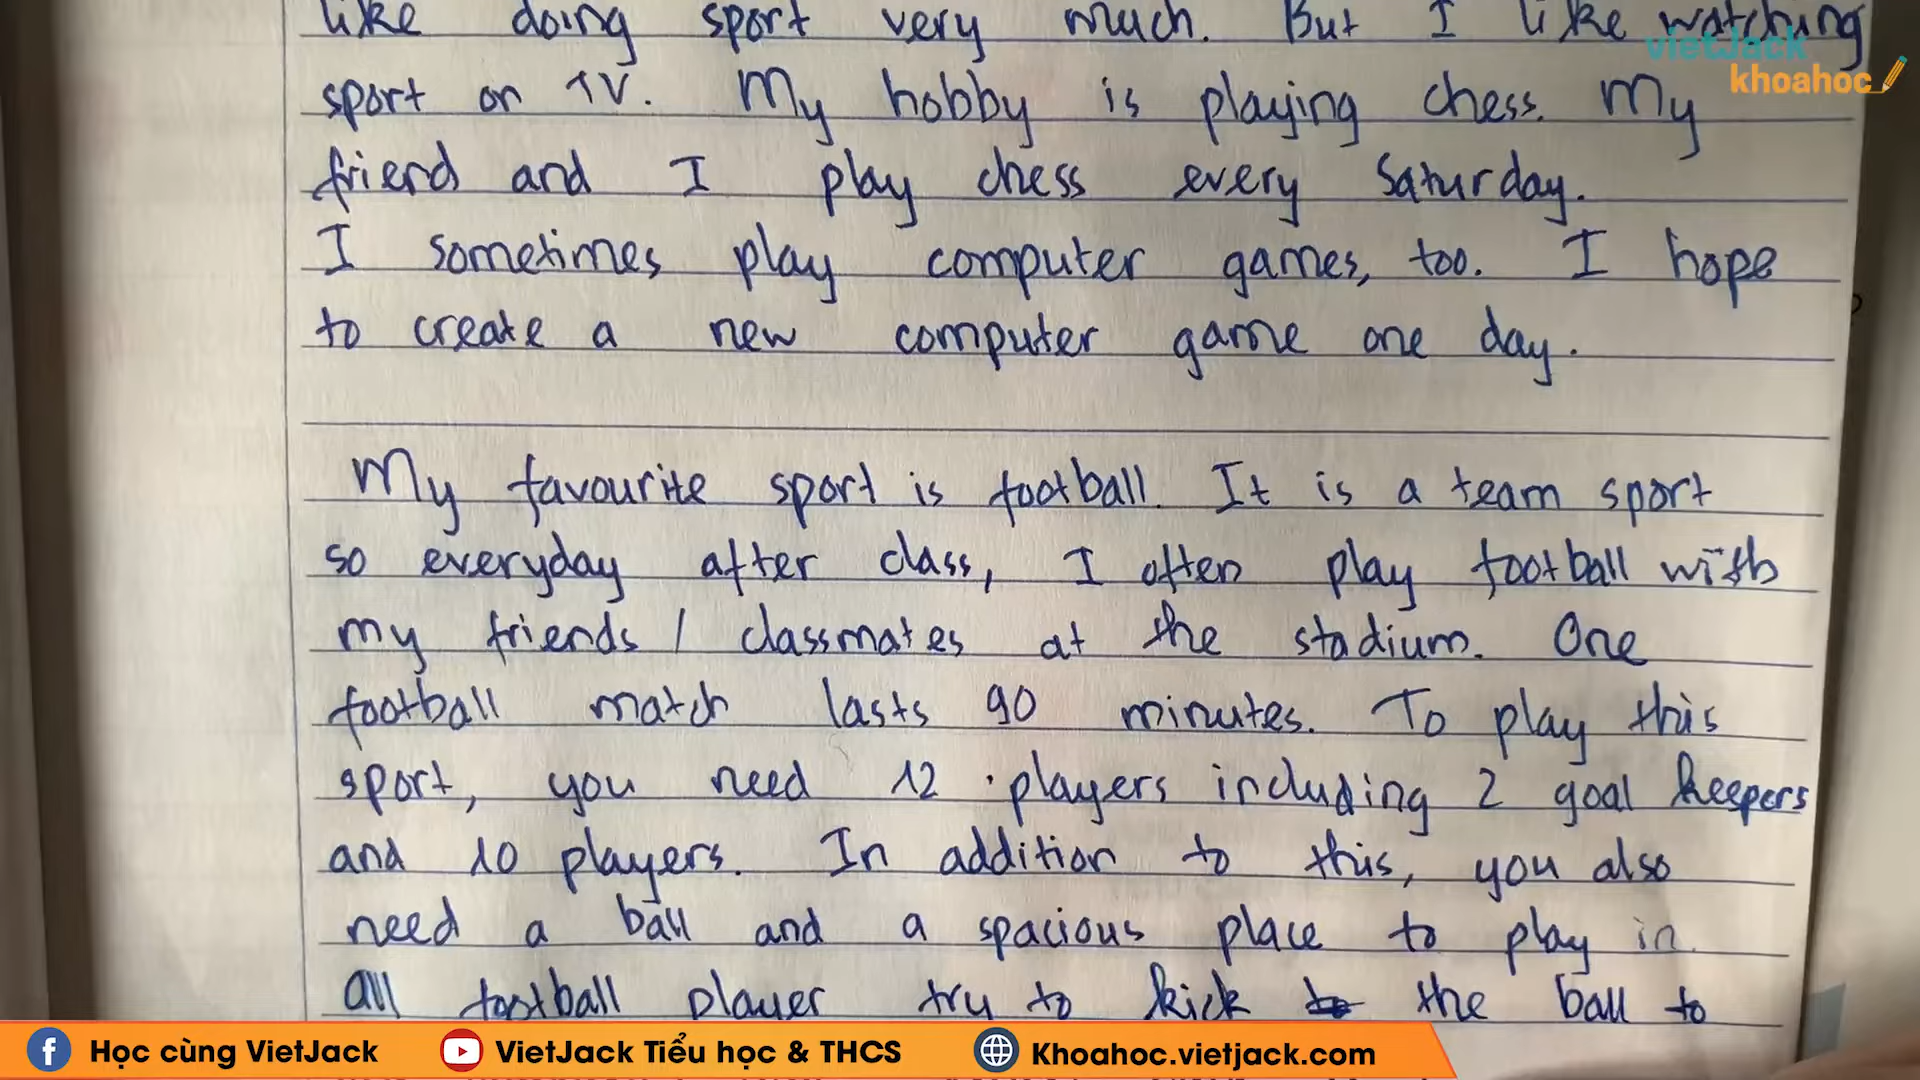 like doing sport very much. But I like watching
vietJack
khoahoc
sport on TV. My hobby is playing chess. My
friend and I play chess every Saturday.
I sometimes play computer games, too. I hope
to create a new computer game one day.
My favourite sport is football. It is a team sport
so everyday after class, I often play football with
my friends / classmates at the stadium. One
football match lasts 90 minutes. To play this
sport, you need 12 players including 2 goal keepers
and 10 players. In addition to this, you also
need a ball and a spacious place to play in.
All football player try to kick the ball to
Học cùng VietJack
VietJack Tiểu học & THCS
Khoahoc.vietjack.com